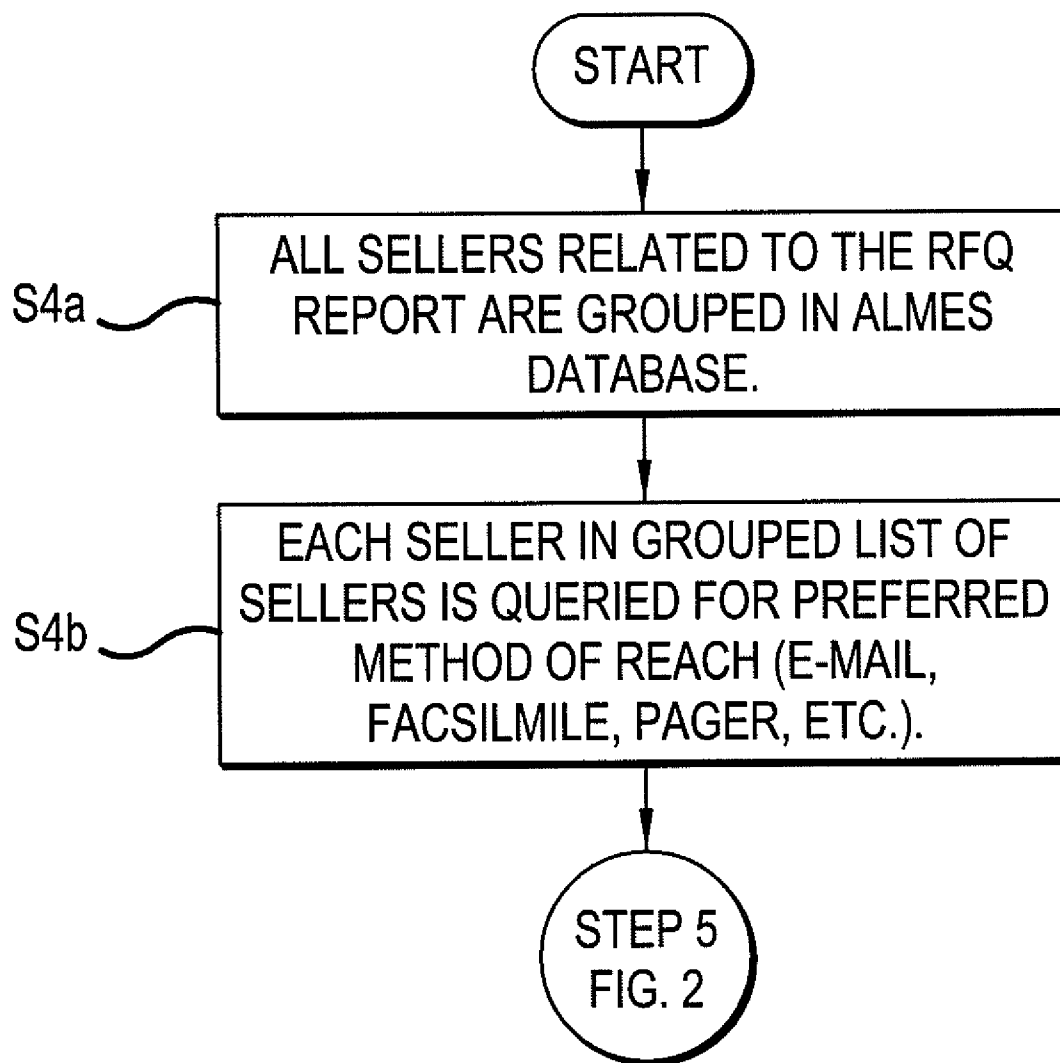 START
S4a
ALL SELLERS RELATED TO THE RFQ
REPORT ARE GROUPED IN ALMES
DATABASE.
S4b
EACH SELLER IN GROUPED LIST OF
SELLERS IS QUERIED FOR PREFERRED
METHOD OF REACH (E-MAIL,
FACSILMILE, PAGER, ETC.).
STEP 5
FIG. 2